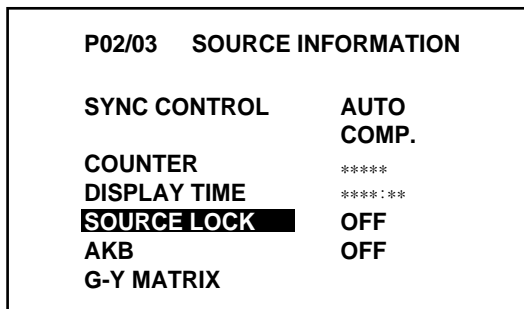 P02/03 SOURCE INFORMATION
SYNC CONTROL AUTO
COMP.
COUNTER *****
DISPLAY TIME ****:**
SOURCE LOCK OFF
AKB OFF
G-Y MATRIX